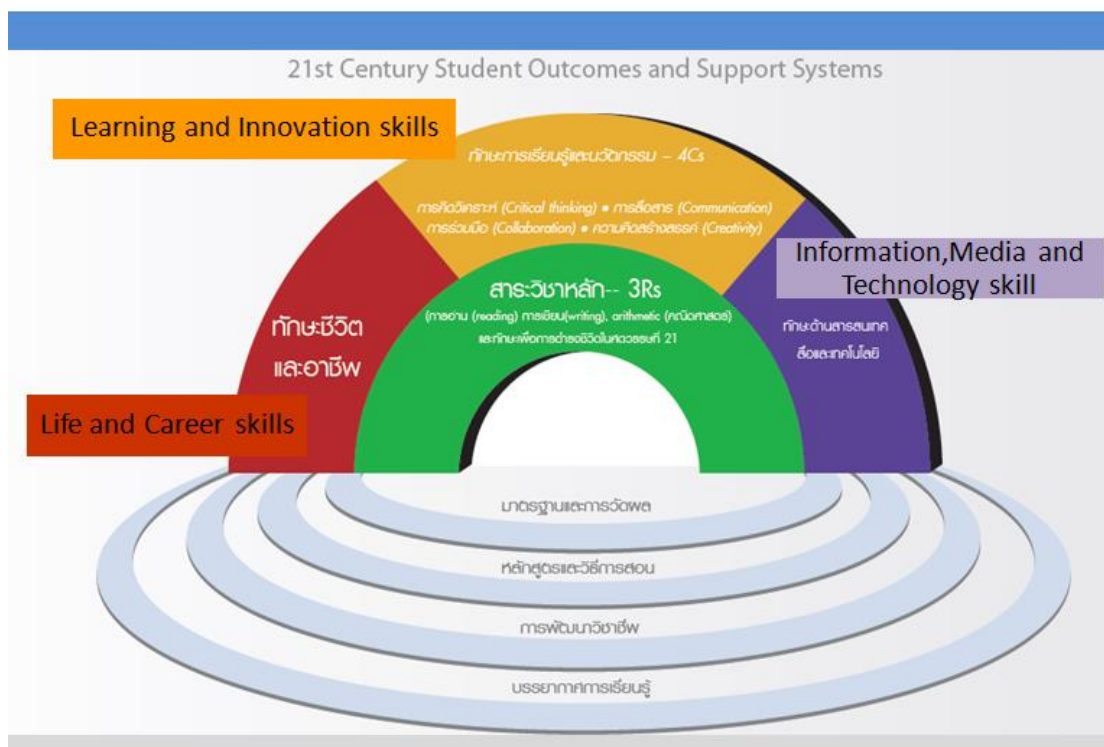 21st Century Student Outcomes and Support Systems
Learning and Innovation skills
ทักษะการเรียนรู้และนวัตกรรม - 4Cs
การคิดวิเคราะห์ (Critical thinking) • การสื่อสาร (Communication)
การร่วมมือ (Collaboration) • ความคิดสร้างสรรค์ (Creativity)
Information,Media and
Technology skill
สาระวิชาหลัก-- 3Rs
(การอ่าน (reading) การเขียน(writing), arithmetic (คณิตศาสตร์)
และทักษะเพื่อการดำรงชีวิตในศตวรรษที่ 21
ทักษะด้านสารสนเทศ
สื่อและเทคโนโลยี
ทักษะชีวิต
และอาชีพ
Life and Career skills
มาตรฐานและการวัดผล
หลักสูตรและวิธีการสอน
การพัฒนาวิชาชีพ
บรรยากาศการเรียนรู้